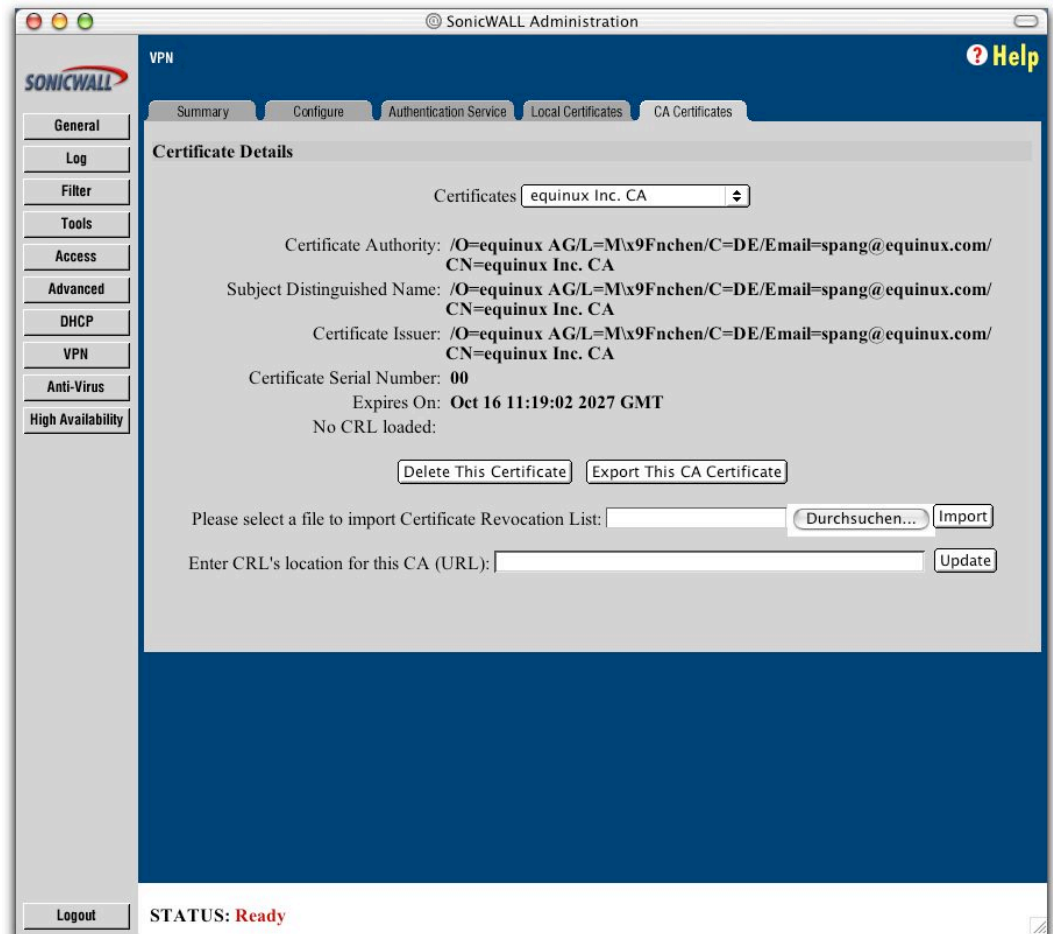 @ SonicWALL Administration
SONICWALL
VPN
? Help
Summary
Configure
Authentication Service
Local Certificates
CA Certificates
General
Log
Filter
Tools
Access
Advanced
DHCP
VPN
Anti-Virus
High Availability
Certificate Details
Certificates equinux Inc. CA
Certificate Authority: /O=equinux AG/L=M\x9Fnchen/C=DE/Email=spang@equinux.com/
CN=equinux Inc. CA
Subject Distinguished Name: /O=equinux AG/L=M\x9Fnchen/C=DE/Email=spang@equinux.com/
CN=equinux Inc. CA
Certificate Issuer: /O=equinux AG/L=M\x9Fnchen/C=DE/Email=spang@equinux.com/
CN=equinux Inc. CA
Certificate Serial Number: 00
Expires On: Oct 16 11:19:02 2027 GMT
No CRL loaded:
Delete This Certificate Export This CA Certificate
Please select a file to import Certificate Revocation List: Durchsuchen... Import
Enter CRL's location for this CA (URL): Update
Logout
STATUS: Ready